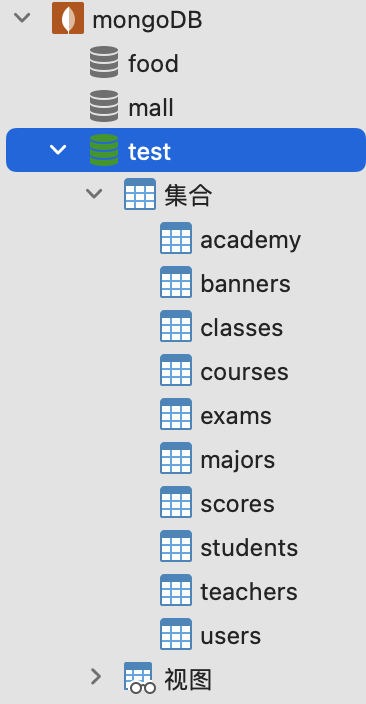 mongoDB
food
mall
test
集合
academy
banners
classes
courses
exams
majors
scores
students
teachers
users
视图